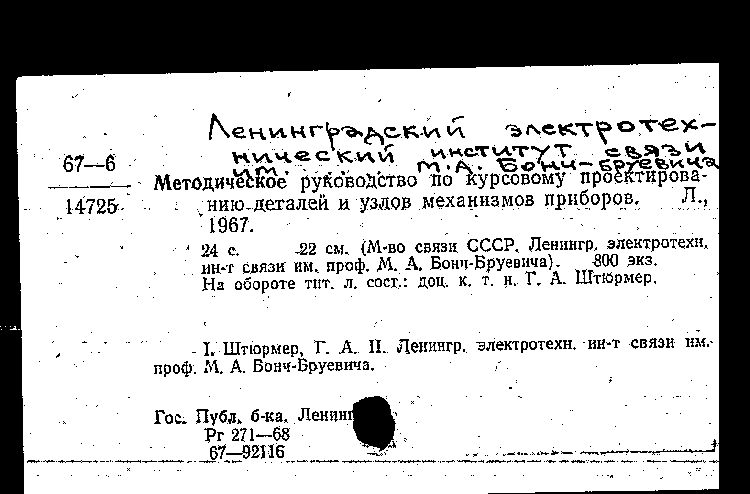 Ленинградский электротех-
нический институт связи
им. М.А. Бонч-Бруевича
67—6
14725
Методическое руководство по курсовому проектирова-
нию деталей и узлов механизмов приборов. Л.,
1967.
24 с. 22 см. (М-во связи СССР. Ленингр. электротехн.
ин-т связи им. проф. М. А. Бонч-Бруевича). 800 экз.
На обороте тит. л. сост.: доц. к. т. н. Г. А. Штюрмер.
I. Штюрмер, Г. А. II. Ленингр. электротехн. ин-т связи им.
проф. М. А. Бонч-Бруевича.
Гос. Публ. б-ка. Ленинг
Рг 271—68
67—92116